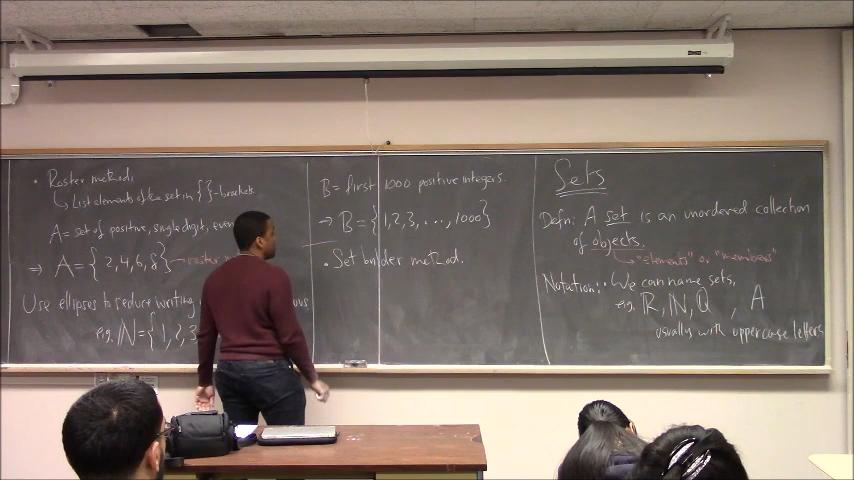 • Roster method:
↳ List elements of the set in { }-brackets
A = set of positive, single digit, even
⇒ A = { 2, 4, 6, 8 } → roster
Use ellipses to reduce writing
e.g. ℕ = { 1, 2, 3
B = first 1000 positive integers.
→ B = { 1, 2, 3, ..., 1000 }
• Set builder method.
Sets
Defn: A set is an unordered collection
of objects.
↳ "elements" or "members"
Notation: • We can name sets,
e.g. ℝ, ℕ, ℚ , A
usually with uppercase letters